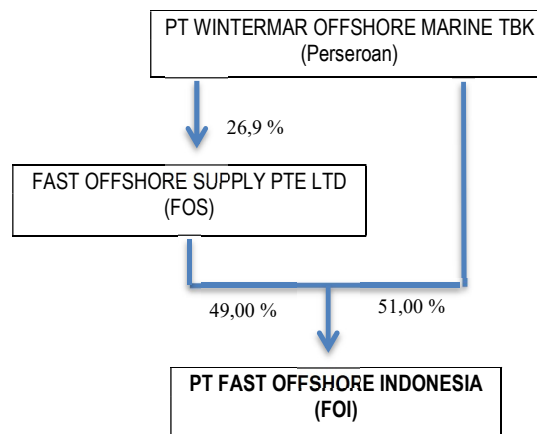 PT WINTERMAR OFFSHORE MARINE TBK
(Perseroan)
26,9 %
FAST OFFSHORE SUPPLY PTE LTD
(FOS)
49,00 %
51,00 %
PT FAST OFFSHORE INDONESIA
(FOI)